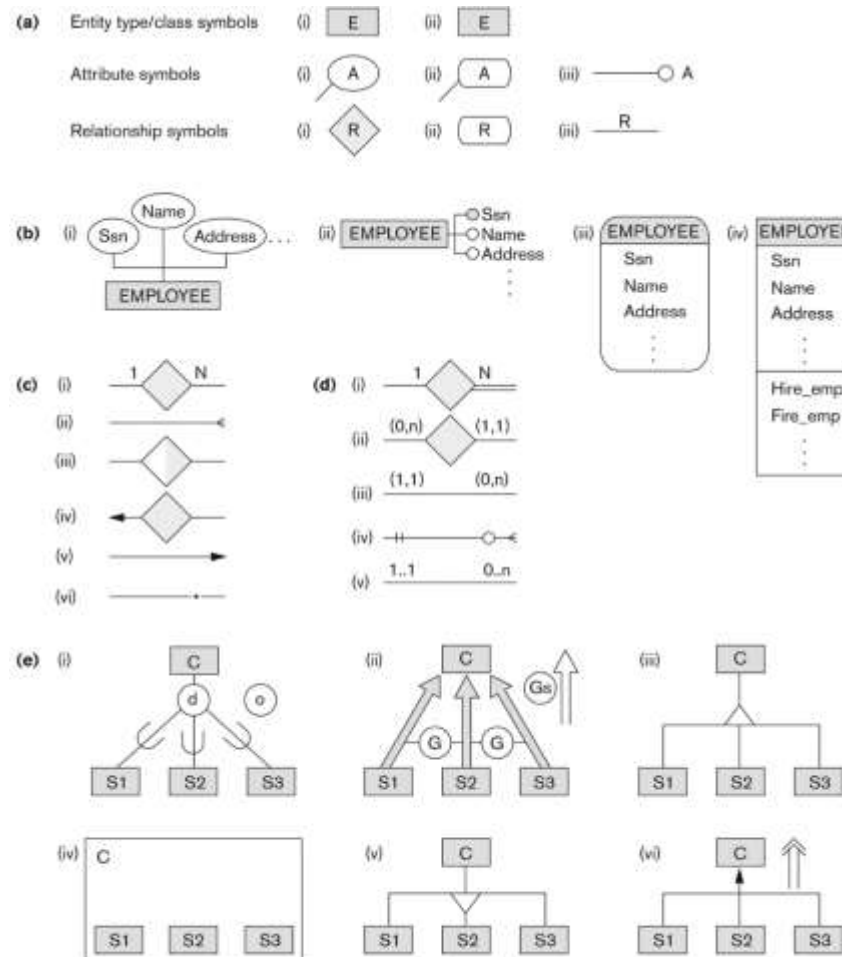 (a) Entity type/class symbols (i) E (ii) E
Attribute symbols (i) A (ii) A (iii) A
Relationship symbols (i) R (ii) R (iii) R
(b) (i) Ssn Name Address . . .
EMPLOYEE
(ii) EMPLOYEE Ssn
Name
Address
(iii) EMPLOYEE
Ssn
Name
Address
(iv) EMPLOYEE
Ssn
Name
Address
Hire_emp
Fire_emp
(c) (i) 1 N
(ii)
(iii)
(iv)
(v)
(vi)
(d) (i) 1 N
(ii) (0,n) (1,1)
(iii) (1,1) (0,n)
(iv)
(v) 1..1 0..n
(e) (i) C
d o
S1 S2 S3
(ii) C
Gs
G G
S1 S2 S3
(iii) C
S1 S2 S3
(iv) C
S1 S2 S3
(v) C
S1 S2 S3
(vi) C
S1 S2 S3